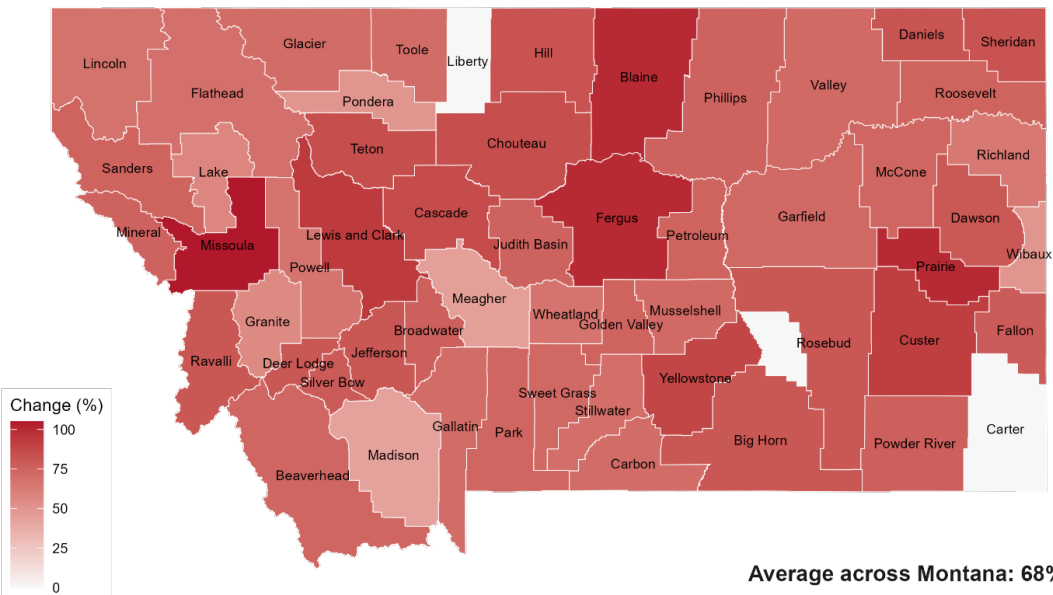 Lincoln
Glacier
Toole
Liberty
Hill
Blaine
Phillips
Valley
Daniels
Sheridan
Roosevelt
Flathead
Pondera
Teton
Chouteau
Richland
Sanders
Lake
McCone
Mineral
Missoula
Powell
Lewis and Clark
Cascade
Judith Basin
Fergus
Petroleum
Garfield
Dawson
Wibaux
Prairie
Granite
Meagher
Wheatland
Golden Valley
Musselshell
Broadwater
Ravalli
Deer Lodge
Silver Bow
Jefferson
Rosebud
Custer
Fallon
Yellowstone
Sweet Grass
Stillwater
Beaverhead
Madison
Gallatin
Park
Carbon
Big Horn
Powder River
Carter
Change (%)
100
75
50
25
0
Average across Montana: 68%